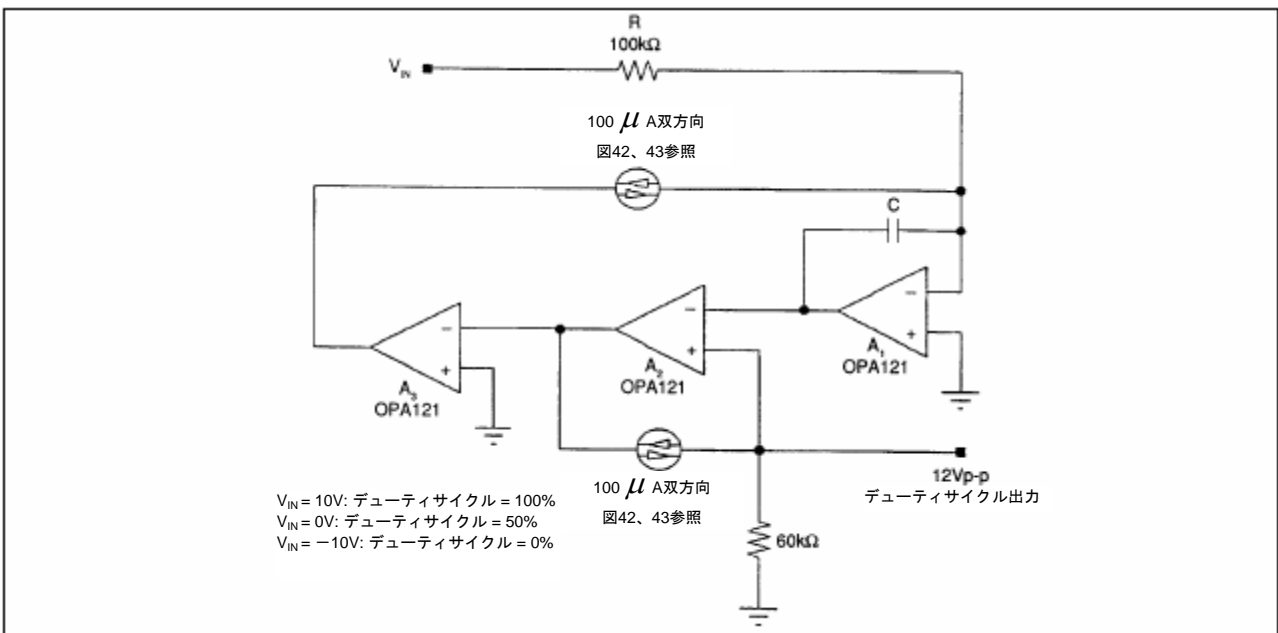 R
100kΩ
V_IN
100 μ A双方向
図42、43参照
C
−
+
A₁
OPA121
−
+
A₂
OPA121
−
+
A₃
OPA121
100 μ A双方向
図42、43参照
12Vp-p
デューティサイクル出力
60kΩ
V_IN = 10V: デューティサイクル = 100%
V_IN = 0V: デューティサイクル = 50%
V_IN = −10V: デューティサイクル = 0%